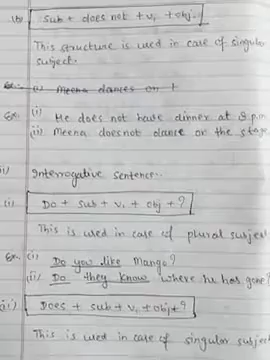 (b) Sub + does not + v₁ + obj.
This structure is used in case of singular
subject.
Ex:- (i) Meena dances on t
Ex: (i) He does not have dinner at 9 p.m
(ii) Meena does not dance on the stage
ii) Interrogative sentence:-
(i) Do + sub + v₁ + obj + ?
This is used in case of plural subject
Ex. (i) Do you like Mango?
(ii) Do they know where he has gone?
(ii) Does + sub + v₁ + obj + ?
This is used in case of singular subject